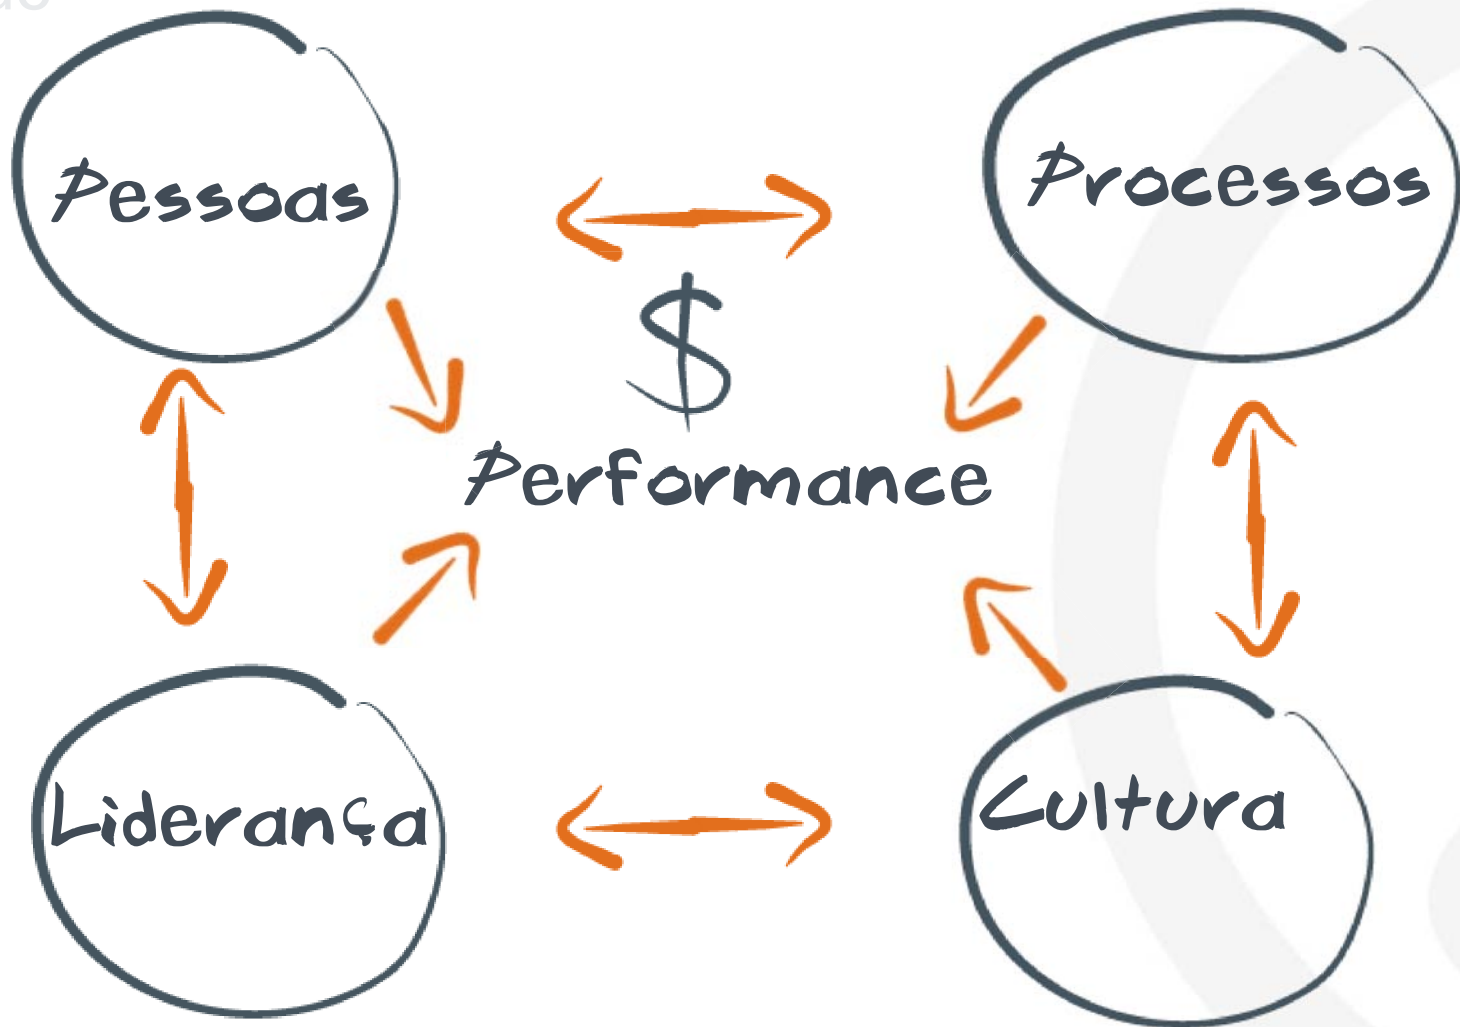 Pessoas
Processos
$
Performance
Liderança
Cultura